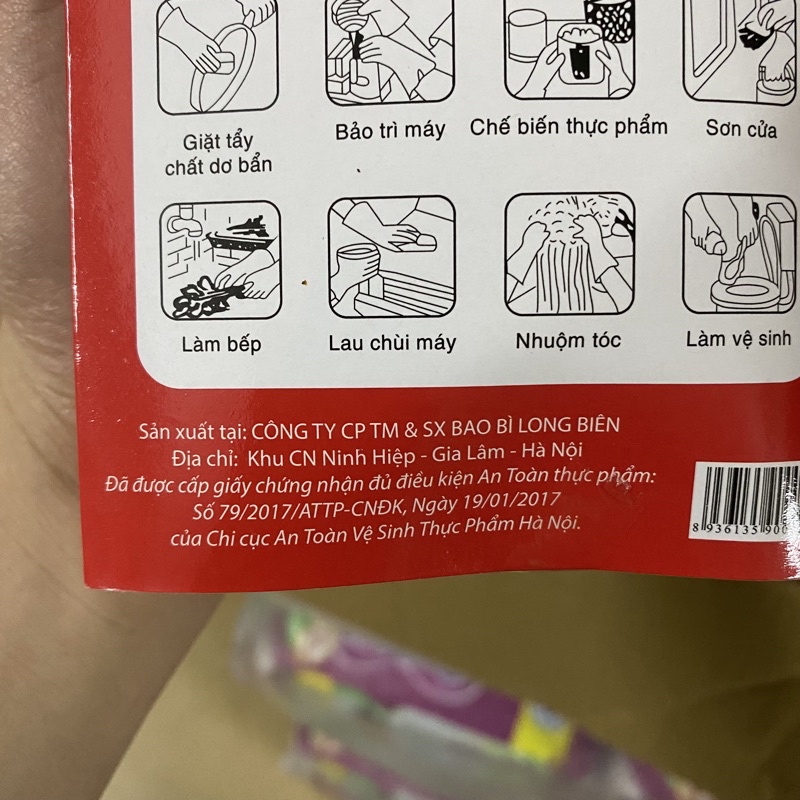 Giặt tẩy
chất dơ bẩn
Bảo trì máy
Chế biến thực phẩm
Sơn cửa
Làm bếp
Lau chùi máy
Nhuộm tóc
Làm vệ sinh
Sản xuất tại: CÔNG TY CP TM & SX BAO BÌ LONG BIÊN
Địa chỉ: Khu CN Ninh Hiệp - Gia Lâm - Hà Nội
Đã được cấp giấy chứng nhận đủ điều kiện An Toàn thực phẩm:
Số 79/2017/ATTP-CNĐK, Ngày 19/01/2017
của Chi cục An Toàn Vệ Sinh Thực Phẩm Hà Nội.
8 936135 900